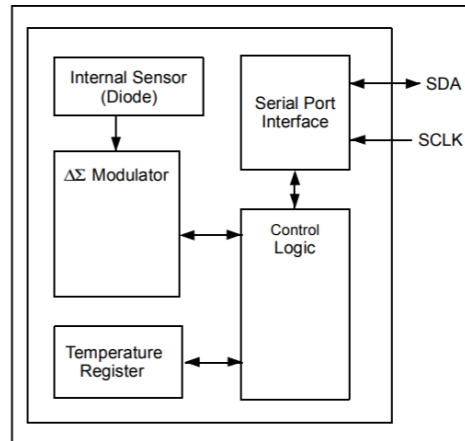 Internal Sensor
(Diode)
ΔΣ Modulator
Temperature
Register
Serial Port
Interface
Control
Logic
SDA
SCLK